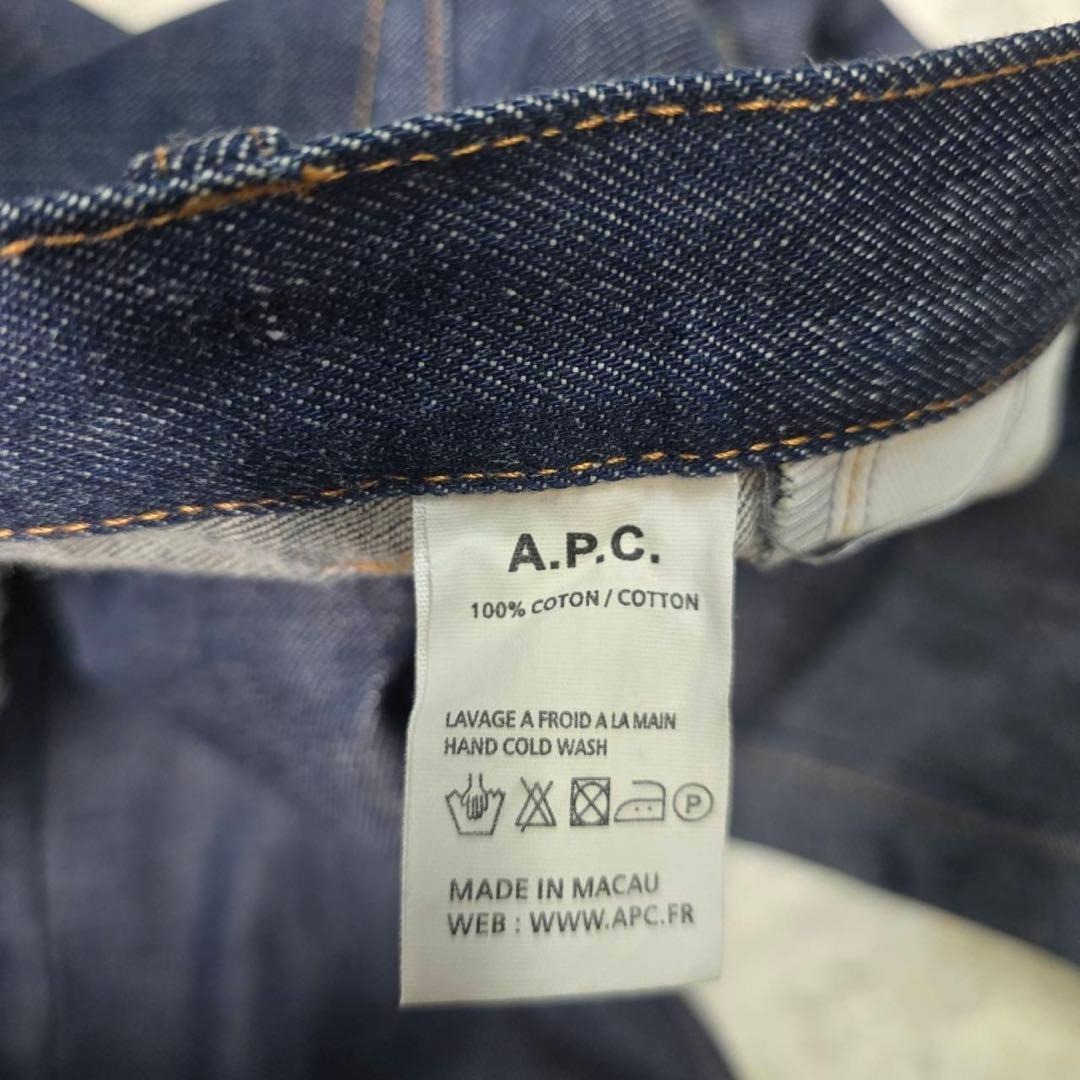 A.P.C.
100% COTON / COTTON
LAVAGE A FROID A LA MAIN
HAND COLD WASH
P
MADE IN MACAU
WEB : WWW.APC.FR